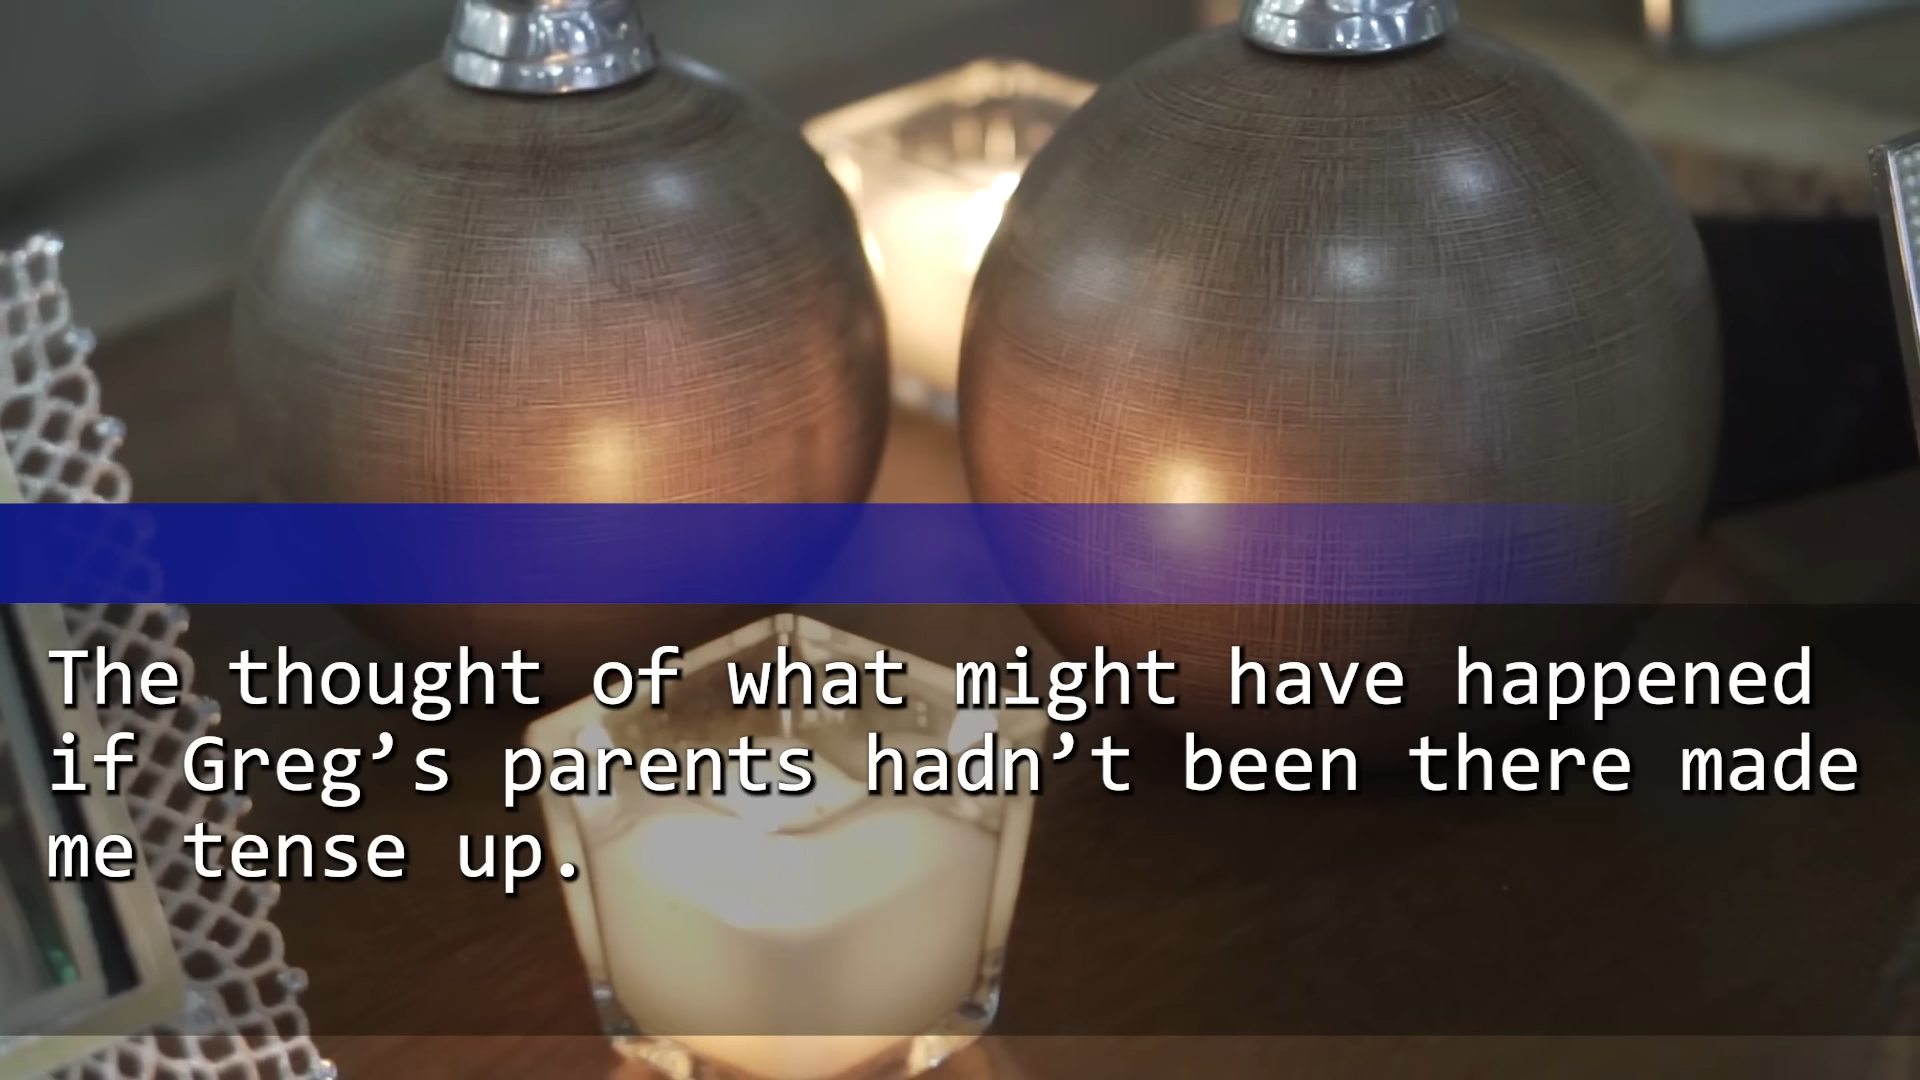 The thought of what might have happened
if Greg’s parents hadn’t been there made
me tense up.